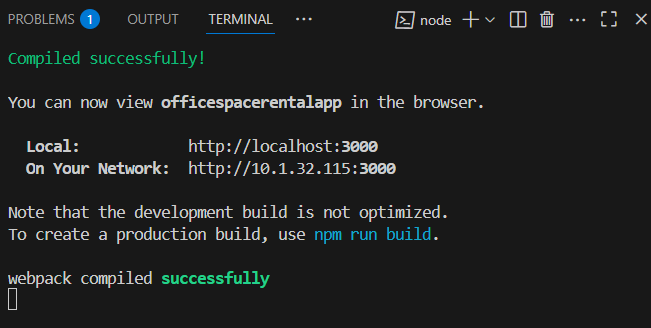 PROBLEMS 1 OUTPUT TERMINAL ··· node
Compiled successfully!
You can now view officespacerentalapp in the browser.
Local: http://localhost:3000
On Your Network: http://10.1.32.115:3000
Note that the development build is not optimized.
To create a production build, use npm run build.
webpack compiled successfully